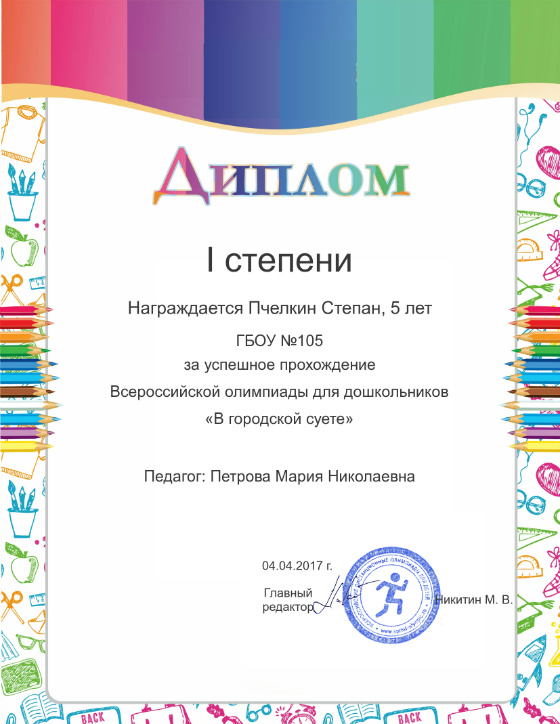 Диплом
I степени
Награждается Пчелкин Степан, 5 лет
ГБОУ №105
за успешное прохождение
Всероссийской олимпиады для дошкольников
«В городской суете»
Педагог: Петрова Мария Николаевна
04.04.2017 г.
Главный
редактор
Никитин М. В.
BACK
BACK